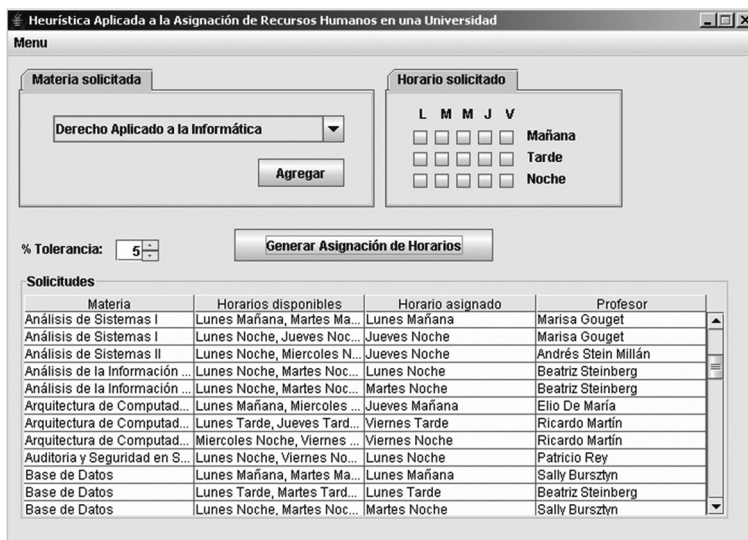 Heurística Aplicada a la Asignación de Recursos Humanos en una Universidad
Menu
Materia solicitada
Horario solicitado
Derecho Aplicado a la Informática
Agregar
L M M J V
Mañana
Tarde
Noche
% Tolerancia: 5
Generar Asignación de Horarios
Solicitudes
Materia Horarios disponibles Horario asignado Profesor
Análisis de Sistemas I Lunes Mañana, Martes Ma... Lunes Mañana Marisa Gouget
Análisis de Sistemas I Lunes Noche, Jueves Noc... Jueves Noche Marisa Gouget
Análisis de Sistemas II Lunes Noche, Miercoles N... Jueves Noche Andrés Stein Millán
Análisis de la Información ... Lunes Noche, Martes Noc... Lunes Noche Beatriz Steinberg
Análisis de la Información ... Lunes Noche, Martes Noc... Martes Noche Beatriz Steinberg
Arquitectura de Computad... Lunes Mañana, Miercoles ... Jueves Mañana Elio De María
Arquitectura de Computad... Lunes Tarde, Jueves Tard... Viernes Tarde Ricardo Martín
Arquitectura de Computad... Miercoles Noche, Viernes ... Viernes Noche Ricardo Martín
Auditoria y Seguridad en S... Lunes Noche, Viernes No... Lunes Noche Patricio Rey
Base de Datos Lunes Mañana, Martes Ma... Lunes Mañana Sally Bursztyn
Base de Datos Lunes Tarde, Martes Tard... Lunes Tarde Beatriz Steinberg
Base de Datos Lunes Noche, Martes Noc... Martes Noche Sally Bursztyn